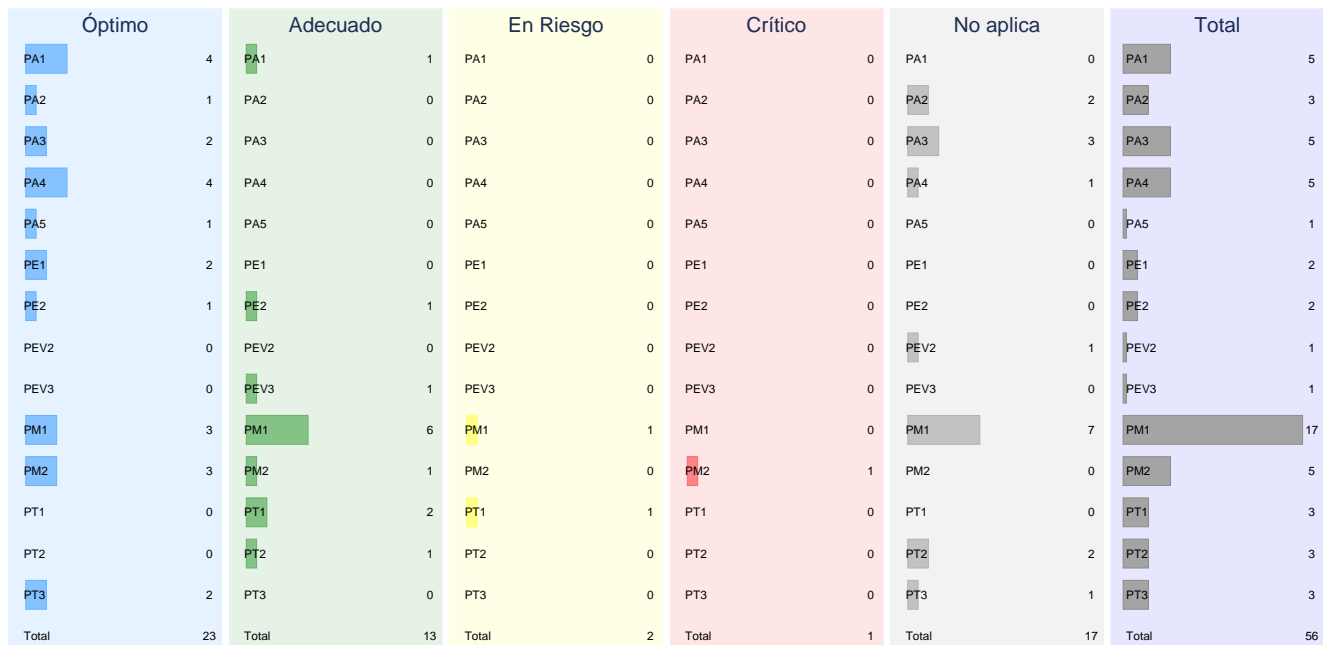 Óptimo Adecuado En Riesgo Crítico No aplica Total
PA1 4 PA1 1 PA1 0 PA1 0 PA1 0 PA1 5
PA2 1 PA2 0 PA2 0 PA2 0 PA2 2 PA2 3
PA3 2 PA3 0 PA3 0 PA3 0 PA3 3 PA3 5
PA4 4 PA4 0 PA4 0 PA4 0 PA4 1 PA4 5
PA5 1 PA5 0 PA5 0 PA5 0 PA5 0 PA5 1
PE1 2 PE1 0 PE1 0 PE1 0 PE1 0 PE1 2
PE2 1 PE2 1 PE2 0 PE2 0 PE2 0 PE2 2
PEV2 0 PEV2 0 PEV2 0 PEV2 0 PEV2 1 PEV2 1
PEV3 0 PEV3 1 PEV3 0 PEV3 0 PEV3 0 PEV3 1
PM1 3 PM1 6 PM1 1 PM1 0 PM1 7 PM1 17
PM2 3 PM2 1 PM2 0 PM2 1 PM2 0 PM2 5
PT1 0 PT1 2 PT1 1 PT1 0 PT1 0 PT1 3
PT2 0 PT2 1 PT2 0 PT2 0 PT2 2 PT2 3
PT3 2 PT3 0 PT3 0 PT3 0 PT3 1 PT3 3
Total 23 Total 13 Total 2 Total 1 Total 17 Total 56